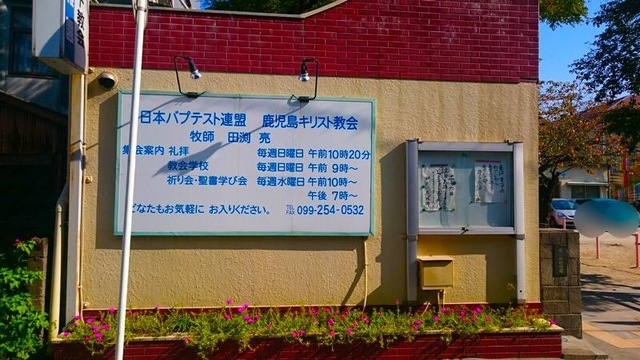 ト教会
日本バプテスト連盟 鹿児島キリスト教会
牧師 田渕 亮
集会案内 礼拝 毎週日曜日 午前10時20分
教会学校 毎週日曜日 午前 9時〜
祈り会・聖書学び会 毎週水曜日 午前10時〜
午後 7時〜
どなたもお気軽に お入りください。 TEL FAX 099-254-0532